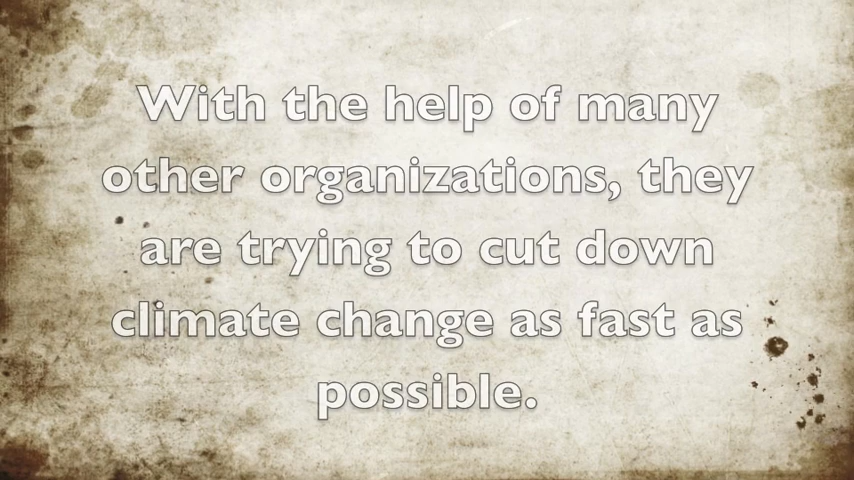 With the help of many
other organizations, they
are trying to cut down
climate change as fast as
possible.